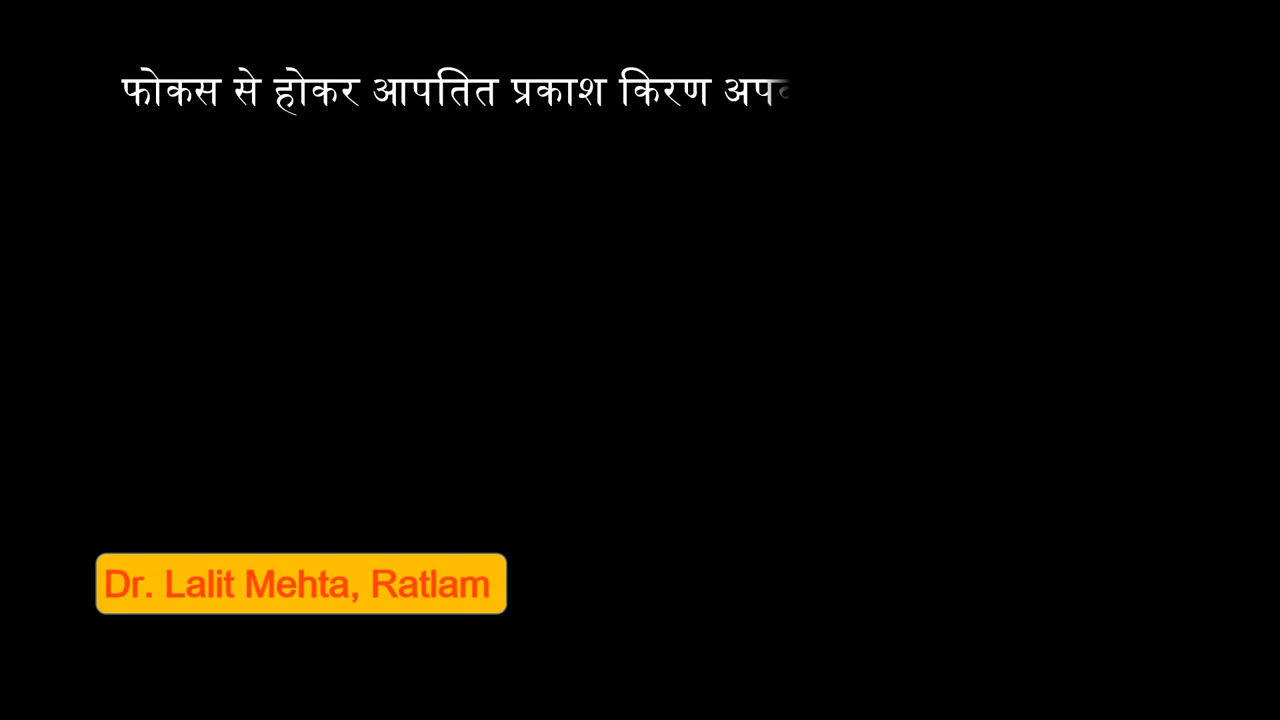 फोकस से होकर आपतित प्रकाश किरण
Dr. Lalit Mehta, Ratlam